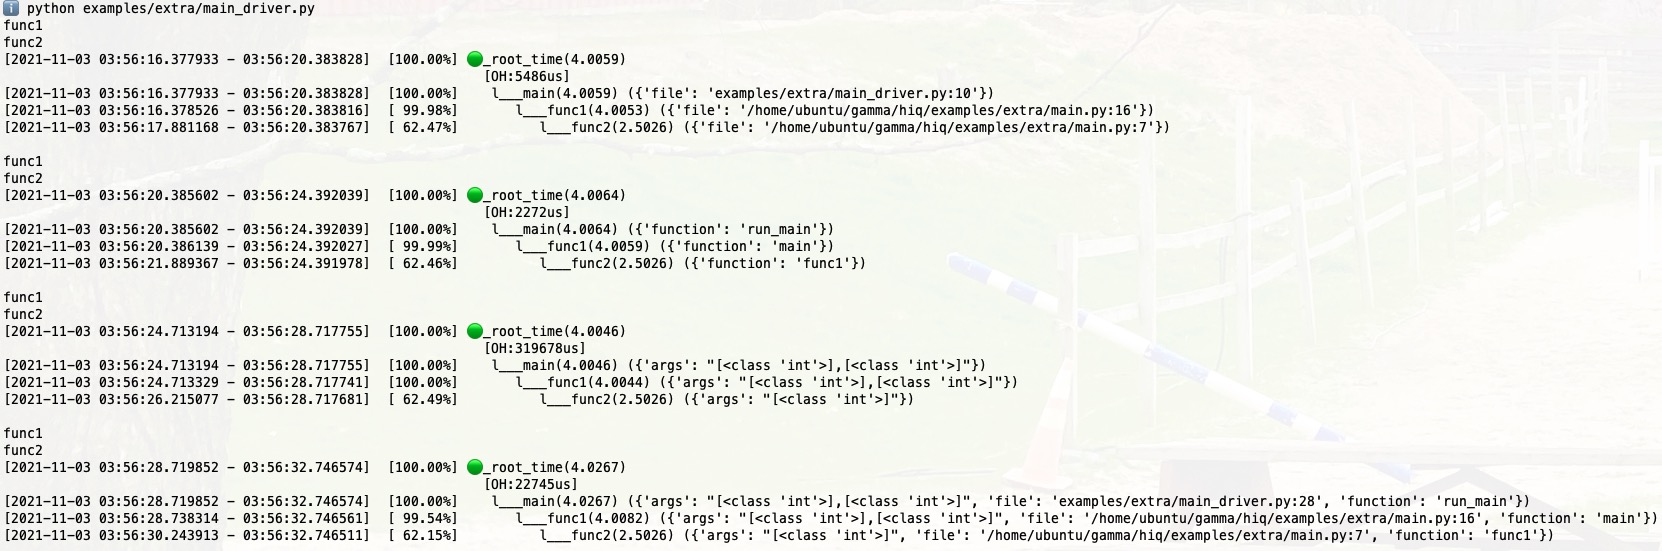 i python examples/extra/main_driver.py
func1
func2
[2021-11-03 03:56:16.377933 - 03:56:20.383828]  [100.00%] 🟢_root_time(4.0059)
                                                            [OH:5486us]
[2021-11-03 03:56:16.377933 - 03:56:20.383828]  [100.00%]    l___main(4.0059) ({'file': 'examples/extra/main_driver.py:10'})
[2021-11-03 03:56:16.378526 - 03:56:20.383816]  [ 99.98%]       l___func1(4.0053) ({'file': '/home/ubuntu/gamma/hiq/examples/extra/main.py:16'})
[2021-11-03 03:56:17.881168 - 03:56:20.383767]  [ 62.47%]          l___func2(2.5026) ({'file': '/home/ubuntu/gamma/hiq/examples/extra/main.py:7'})

func1
func2
[2021-11-03 03:56:20.385602 - 03:56:24.392039]  [100.00%] 🟢_root_time(4.0064)
                                                            [OH:2272us]
[2021-11-03 03:56:20.385602 - 03:56:24.392039]  [100.00%]    l___main(4.0064) ({'function': 'run_main'})
[2021-11-03 03:56:20.386139 - 03:56:24.392027]  [ 99.99%]       l___func1(4.0059) ({'function': 'main'})
[2021-11-03 03:56:21.889367 - 03:56:24.391978]  [ 62.46%]          l___func2(2.5026) ({'function': 'func1'})

func1
func2
[2021-11-03 03:56:24.713194 - 03:56:28.717755]  [100.00%] 🟢_root_time(4.0046)
                                                            [OH:319678us]
[2021-11-03 03:56:24.713194 - 03:56:28.717755]  [100.00%]    l___main(4.0046) ({'args': "[<class 'int'>],[<class 'int'>]"})
[2021-11-03 03:56:24.713329 - 03:56:28.717741]  [100.00%]       l___func1(4.0044) ({'args': "[<class 'int'>],[<class 'int'>]"})
[2021-11-03 03:56:26.215077 - 03:56:28.717681]  [ 62.49%]          l___func2(2.5026) ({'args': "[<class 'int'>]"})

func1
func2
[2021-11-03 03:56:28.719852 - 03:56:32.746574]  [100.00%] 🟢_root_time(4.0267)
                                                            [OH:22745us]
[2021-11-03 03:56:28.719852 - 03:56:32.746574]  [100.00%]    l___main(4.0267) ({'args': "[<class 'int'>],[<class 'int'>]", 'file': 'examples/extra/main_driver.py:28', 'function': 'run_main'})
[2021-11-03 03:56:28.738314 - 03:56:32.746561]  [ 99.54%]       l___func1(4.0082) ({'args': "[<class 'int'>],[<class 'int'>]", 'file': '/home/ubuntu/gamma/hiq/examples/extra/main.py:16', 'function': 'main'})
[2021-11-03 03:56:30.243913 - 03:56:32.746511]  [ 62.15%]          l___func2(2.5026) ({'args': "[<class 'int'>]", 'file': '/home/ubuntu/gamma/hiq/examples/extra/main.py:7', 'function': 'func1'})